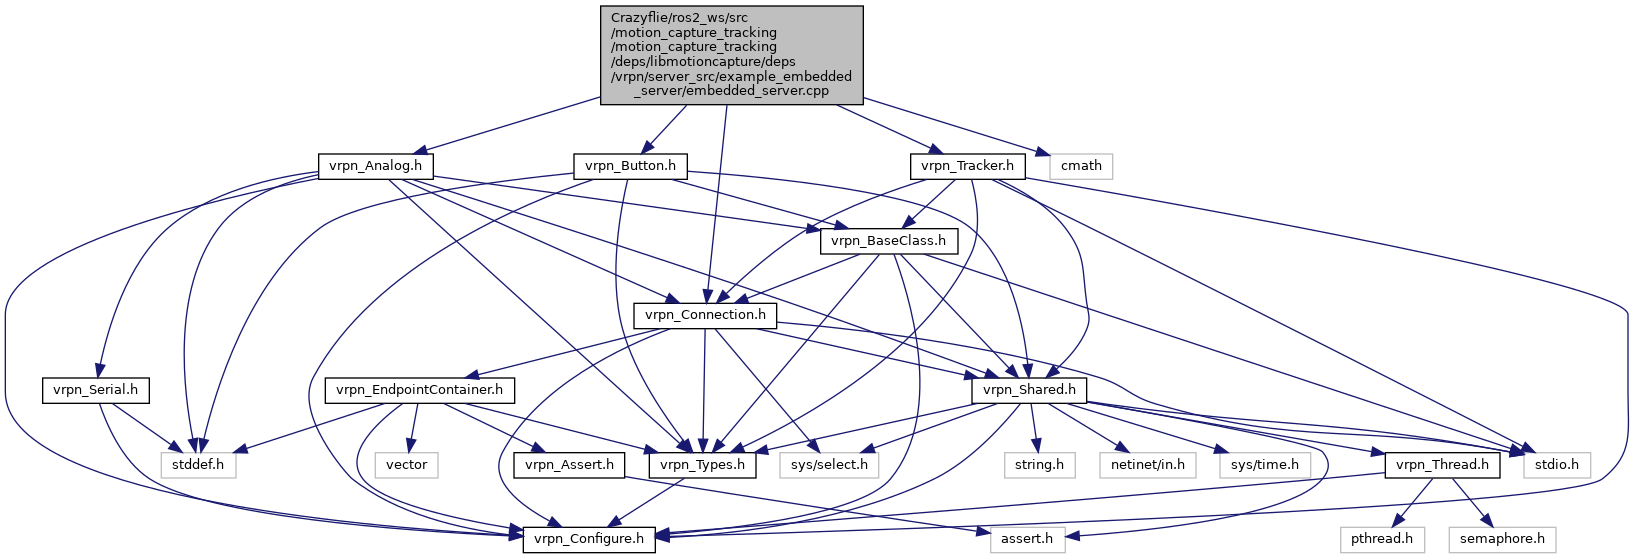 Crazyflie/ros2_ws/src
/motion_capture_tracking
/motion_capture_tracking
/deps/libmotioncapture/deps
/vrpn/server_src/example_embedded
_server/embedded_server.cpp
vrpn_Analog.h
vrpn_Button.h
vrpn_Tracker.h
cmath
vrpn_BaseClass.h
vrpn_Connection.h
vrpn_Serial.h
vrpn_EndpointContainer.h
vrpn_Shared.h
stddef.h
vector
vrpn_Assert.h
vrpn_Types.h
sys/select.h
string.h
netinet/in.h
sys/time.h
vrpn_Thread.h
stdio.h
vrpn_Configure.h
assert.h
pthread.h
semaphore.h